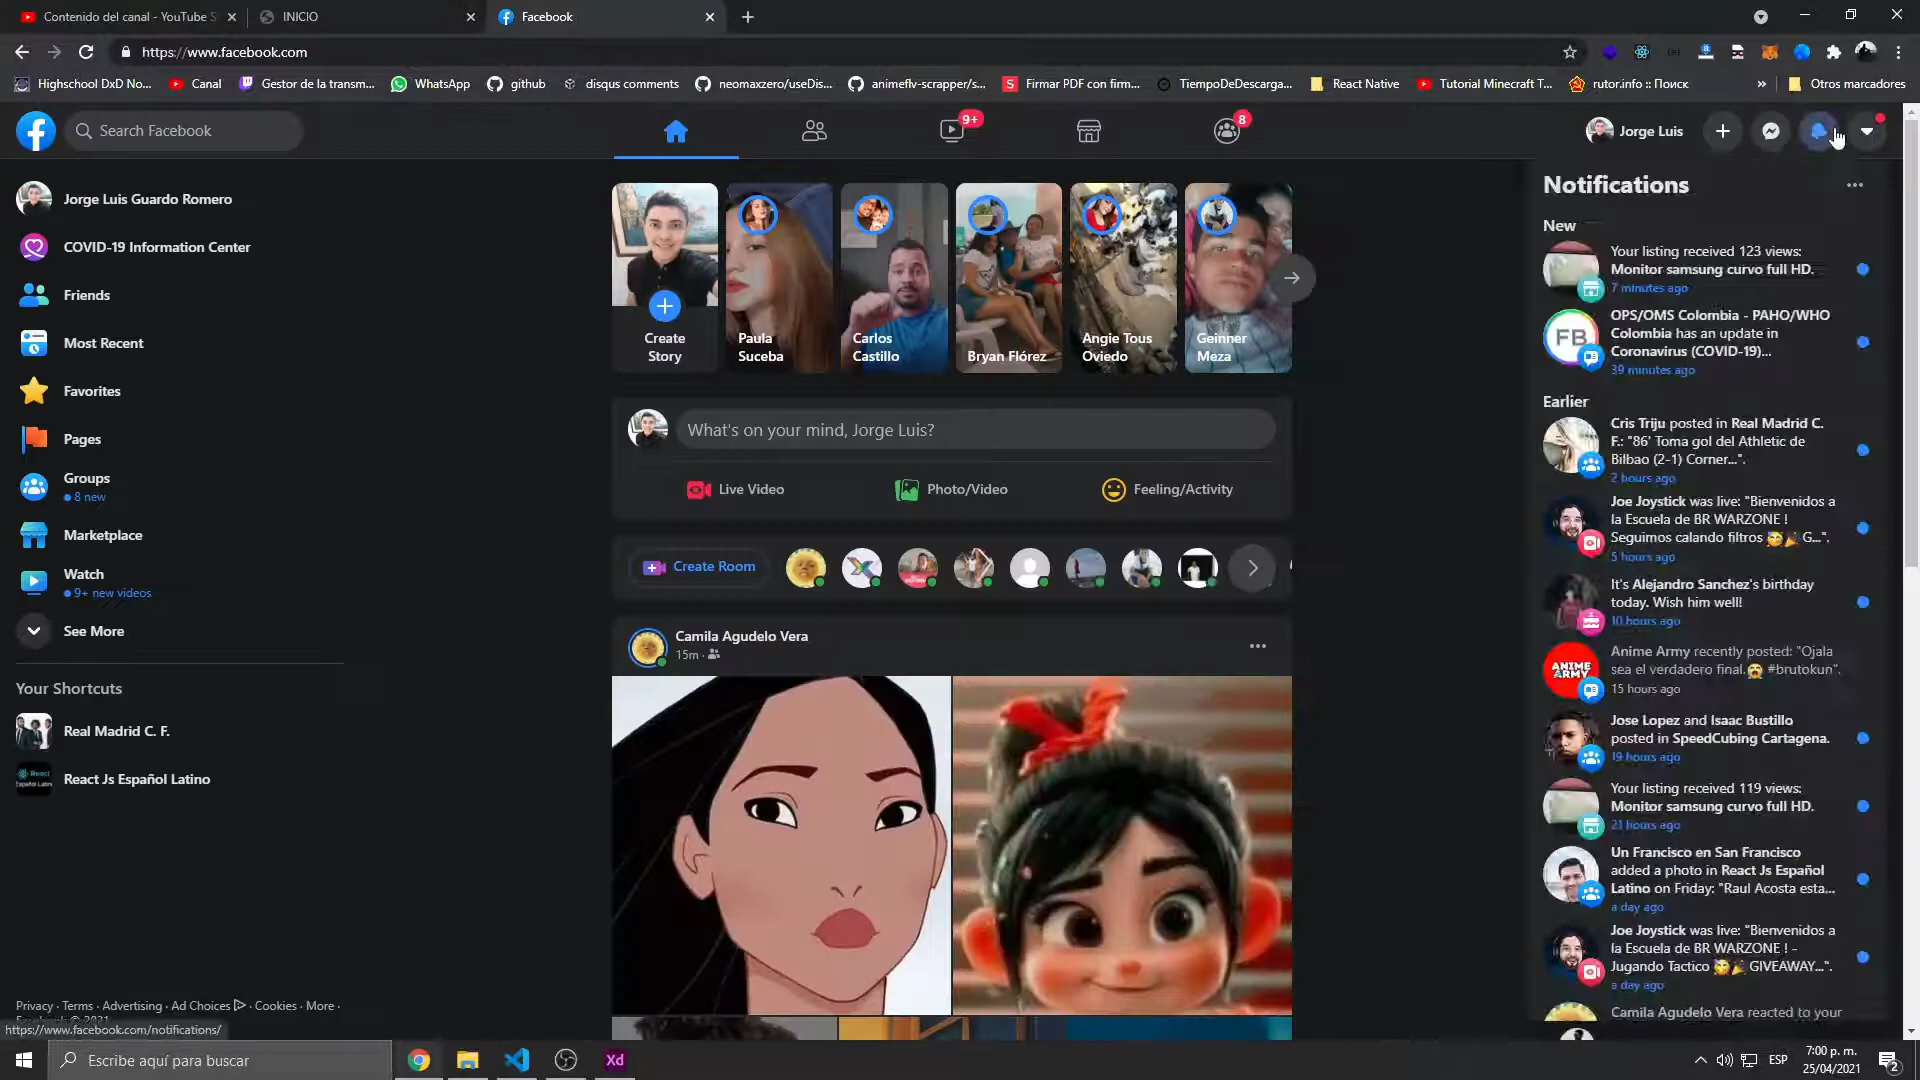 Contenido del canal - YouTube S
INICIO
Facebook
https://www.facebook.com
Highschool DxD No...
Canal
Gestor de la transm...
WhatsApp
github
disqus comments
neomaxzero/useDis...
animeflv-scrapper/s...
Firmar PDF con firm...
TiempoDeDescarga...
React Native
Tutorial Minecraft T...
rutor.info :: Поиск
»
Otros marcadores
Search Facebook
9+
8
Jorge Luis
Jorge Luis Guardo Romero
COVID-19 Information Center
Friends
Most Recent
Favorites
Pages
Groups
8 new
Marketplace
Watch
9+ new videos
See More
Your Shortcuts
Real Madrid C. F.
React Js Español Latino
Privacy · Terms · Advertising · Ad Choices · Cookies · More ·
https://www.facebook.com/notifications/
Create
Story
Paula
Suceba
Carlos
Castillo
Bryan Flórez
Angie Tous
Oviedo
Geinner
Meza
What's on your mind, Jorge Luis?
Live Video
Photo/Video
Feeling/Activity
Create Room
Camila Agudelo Vera
15m ·
Notifications
New
Your listing received 123 views:
Monitor samsung curvo full HD.
7 minutes ago
FB
OPS/OMS Colombia - PAHO/WHO
Colombia has an update in
Coronavirus (COVID-19)...
39 minutes ago
Earlier
Cris Triju posted in Real Madrid C.
F.: "86' Toma gol del Athletic de
Bilbao (2-1) Corner...".
2 hours ago
Joe Joystick was live: "Bienvenidos a
la Escuela de BR WARZONE !
Seguimos calando filtros 🥳🎉 G...".
5 hours ago
It's Alejandro Sanchez's birthday
today. Wish him well!
10 hours ago
ANIME
ARMY
Anime Army recently posted: "Ojala
sea el verdadero final.😭 #brutokun".
15 hours ago
Jose Lopez and Isaac Bustillo
posted in SpeedCubing Cartagena.
19 hours ago
Your listing received 119 views:
Monitor samsung curvo full HD.
21 hours ago
Un Francisco en San Francisco
added a photo in React Js Español
Latino on Friday: "Raul Acosta esta...
a day ago
Joe Joystick was live: "Bienvenidos a
la Escuela de BR WARZONE ! -
Jugando Tactico 🥳🎉 GIVEAWAY...".
a day ago
Camila Agudelo Vera reacted to your
Escribe aquí para buscar
Xd
ESP
7:00 p. m.
25/04/2021
2